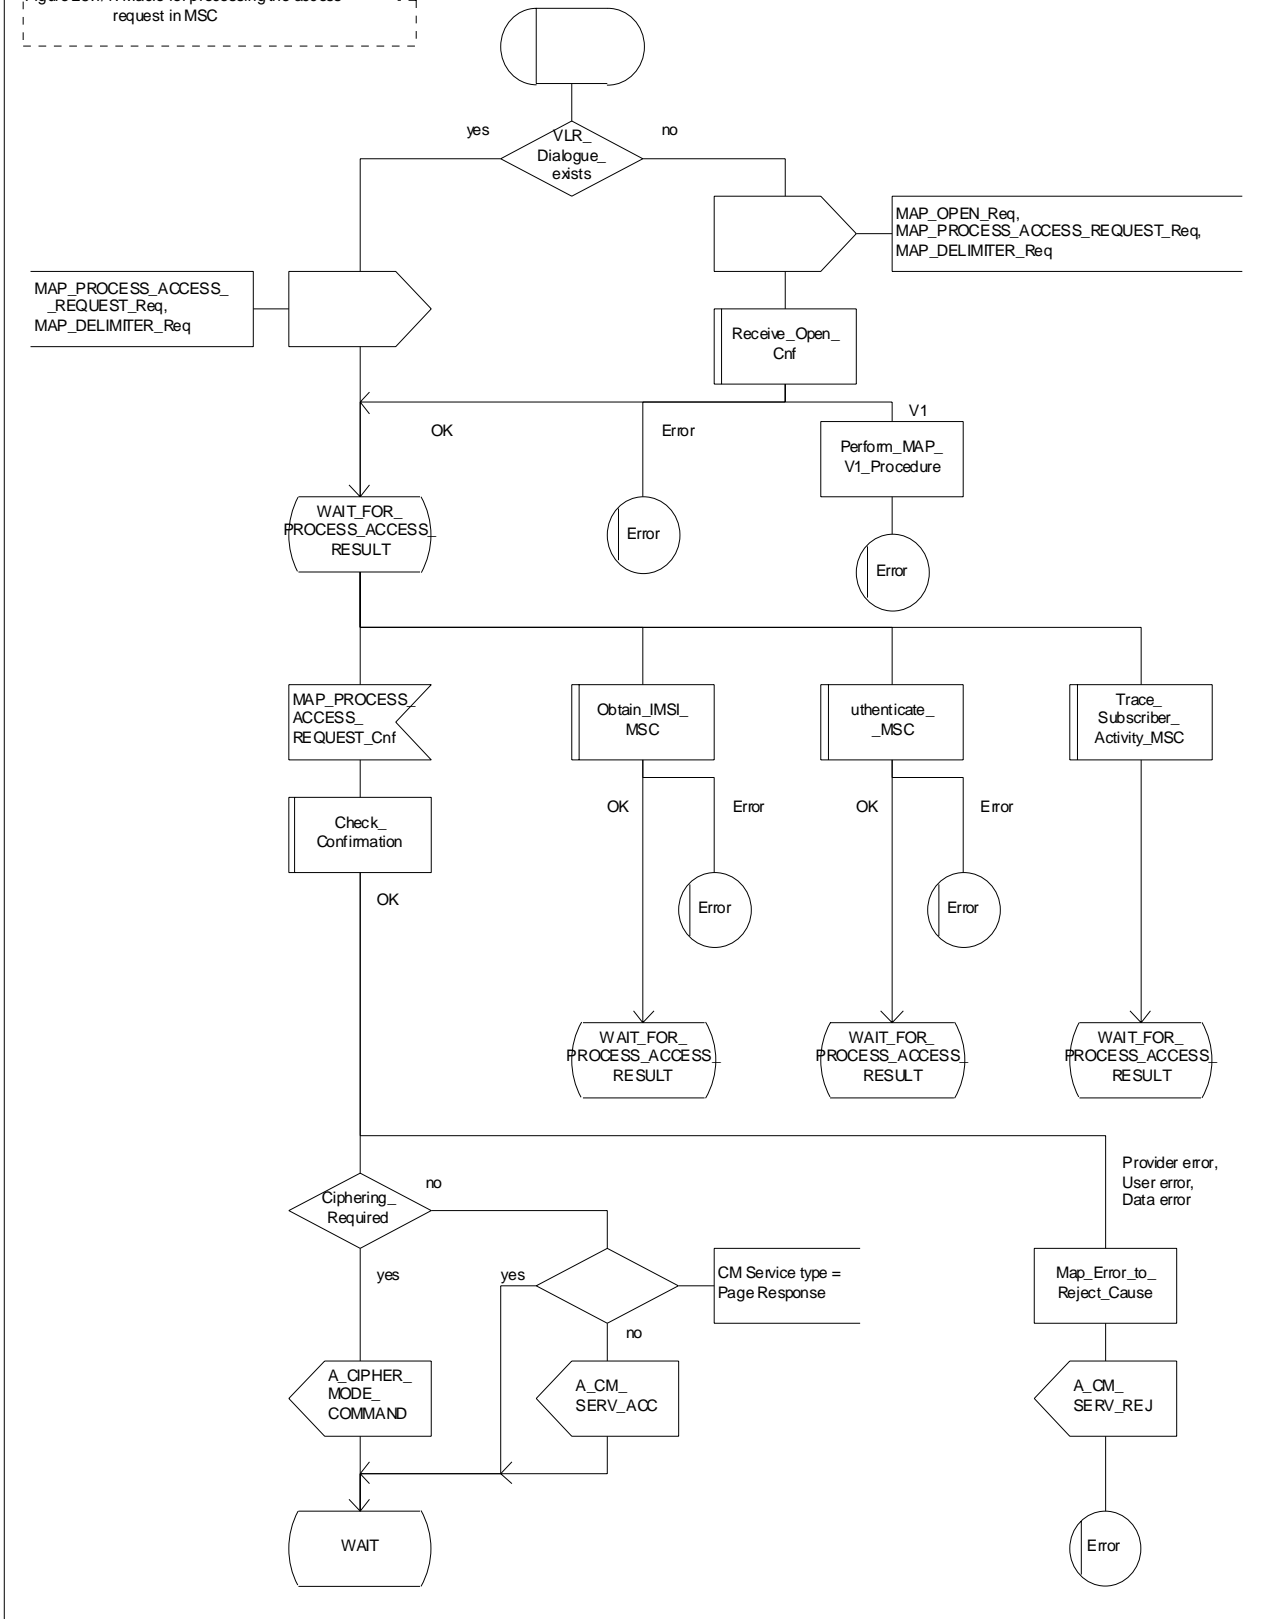 request in MSC
yes
no
VLR_
Dialogue_
exists
MAP_OPEN_Req,
MAP_PROCESS_ACCESS_REQUEST_Req,
MAP_DELIMITER_Req
MAP_PROCESS_ACCESS_
_REQUEST_Req,
MAP_DELIMITER_Req
Receive_Open_
Cnf
OK
Error
V1
Perform_MAP_
V1_Procedure
WAIT_FOR_
PROCESS_ACCESS_
RESULT
Error
Error
MAP_PROCESS_
ACCESS_
REQUEST_Cnf
Obtain_IMSI_
MSC
uthenticate_
_MSC
Trace_
Subscriber_
Activity_MSC
OK
Error
OK
Error
Check_
Confirmation
OK
Error
Error
WAIT_FOR_
PROCESS_ACCESS_
RESULT
WAIT_FOR_
PROCESS_ACCESS_
RESULT
WAIT_FOR_
PROCESS_ACCESS_
RESULT
Provider error,
User error,
Data error
Ciphering_
Required
no
yes
yes
CM Service type =
Page Response
no
Map_Error_to_
Reject_Cause
A_CIPHER_
MODE_
COMMAND
A_CM_
SERV_ACC
A_CM_
SERV_REJ
WAIT
Error